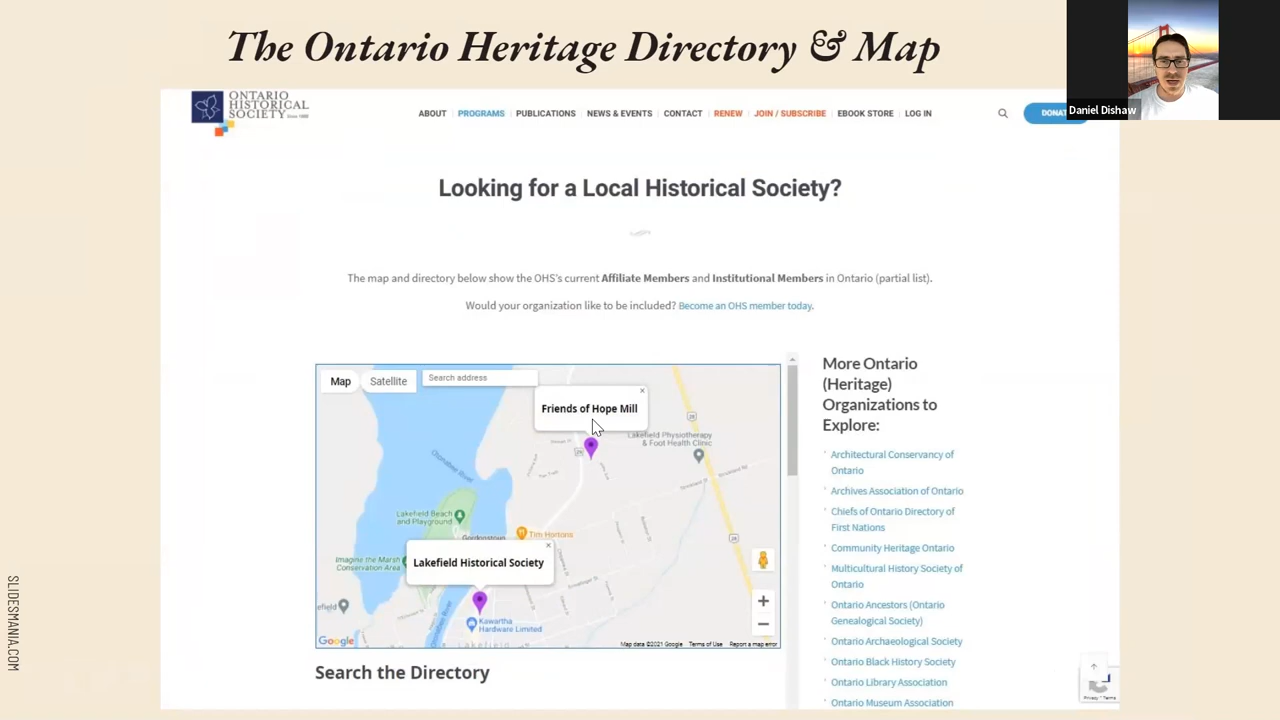 The Ontario Heritage Directory & Map
Daniel Dishaw
ONTARIO
HISTORICAL
SOCIETY
ABOUT
PROGRAMS
PUBLICATIONS
NEWS & EVENTS
CONTACT
RENEW
JOIN / SUBSCRIBE
EBOOK STORE
LOG IN
DONAT
Looking for a Local Historical Society?
The map and directory below show the OHS's current Affiliate Members and Institutional Members in Ontario (partial list).
Would your organization like to be included? Become an OHS member today.
Map
Satellite
Search address
Friends of Hope Mill
Lakefield Physiotherapy
& Foot Health Clinic
Lakefield Beach
and Playground
Tim Hortons
Imagine the Marsh
Conservation Area
Lakefield Historical Society
Kawartha
Hardware Limited
Lakefield
Google
Map data ©2021 Google
Terms of Use
Report a map error
Search the Directory
More Ontario
(Heritage)
Organizations to
Explore:
Architectural Conservancy of
Ontario
Archives Association of Ontario
Chiefs of Ontario Directory of
First Nations
Community Heritage Ontario
Multicultural History Society of
Ontario
Ontario Ancestors (Ontario
Genealogical Society)
Ontario Archaeological Society
Ontario Black History Society
Ontario Library Association
Ontario Museum Association
Privacy - Terms
SLIDESMANIA.COM